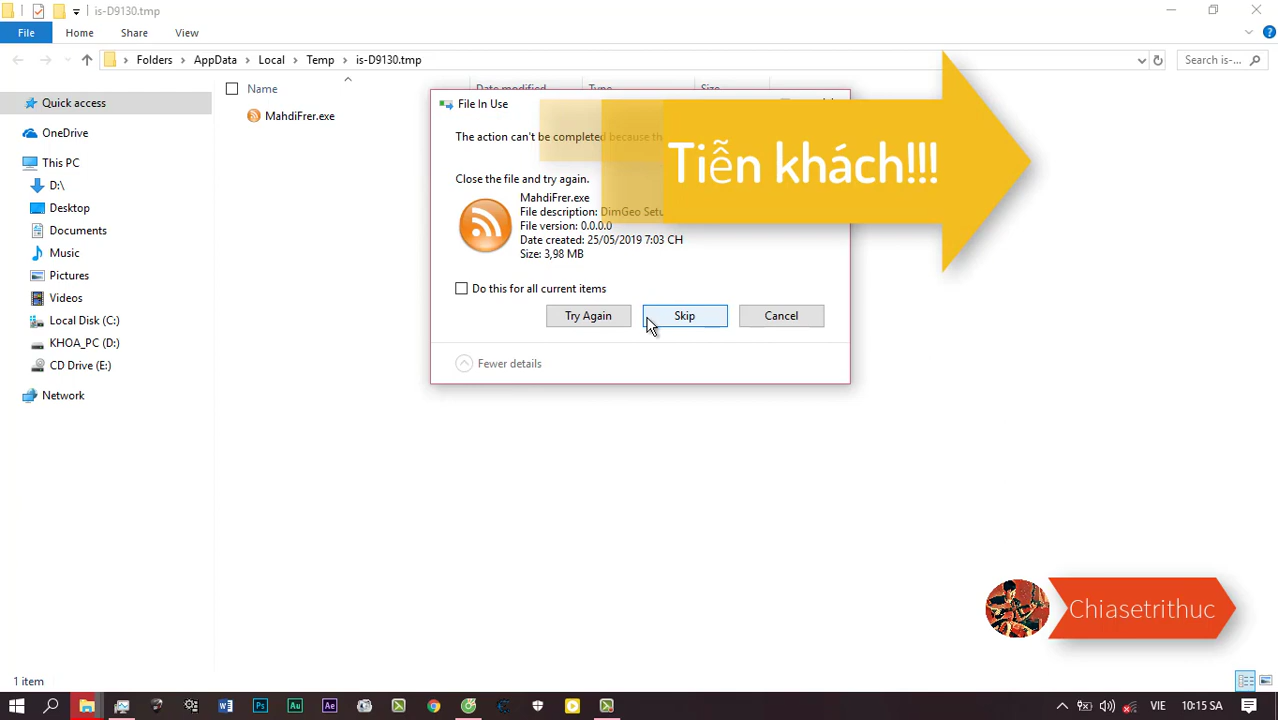 is-D9130.tmp
File
Home
Share
View
Folders
AppData
Local
Temp
is-D9130.tmp
Search is-...
Quick access
OneDrive
This PC
D:\
Desktop
Documents
Music
Pictures
Videos
Local Disk (C:)
KHOA_PC (D:)
CD Drive (E:)
Network
Name
Date modified
Type
Size
MahdiFrer.exe
File In Use
The action can't be completed because
Close the file and try again.
MahdiFrer.exe
File description: DimGeo Setu
File version: 0.0.0.0
Date created: 25/05/2019 7:03 CH
Size: 3,98 MB
Do this for all current items
Try Again
Skip
Cancel
Fewer details
Tiễn khách!!!
Chiasetrithuc
1 item
VIE
10:15 SA